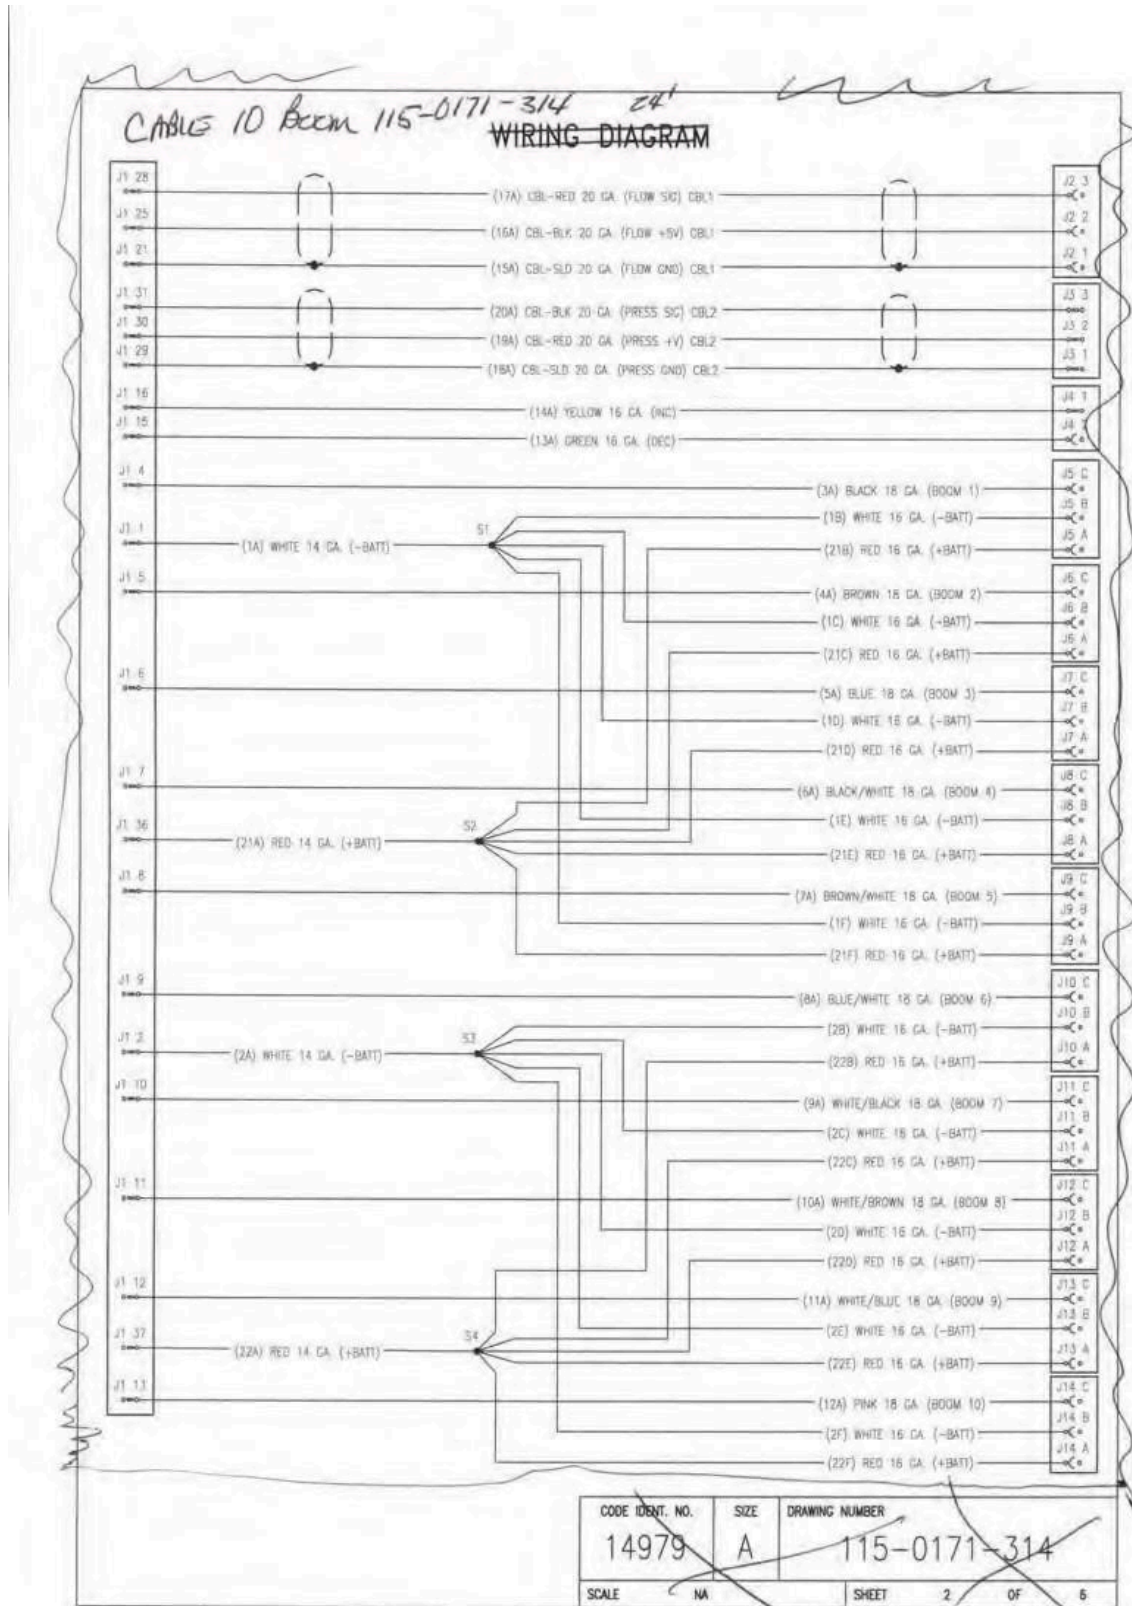 CABLE 10 BOOM 115-0171-314 24'
WIRING DIAGRAM
J1 28 (17A) CBL-RED 20 GA. (FLOW SIG) CBL1 J2 3
J1 25 (16A) CBL-BLK 20 GA. (FLOW +5V) CBL1 J2 2
J1 21 (15A) CBL-SLD 20 GA. (FLOW GND) CBL1 J2 1
J1 31 (20A) CBL-BLK 20 GA. (PRESS SIG) CBL2 J3 3
J1 30 (19A) CBL-RED 20 GA. (PRESS +V) CBL2 J3 2
J1 29 (18A) CBL-SLD 20 GA. (PRESS GND) CBL2 J3 1
J1 16 (14A) YELLOW 16 GA. (INC) J4 1
J1 15 (13A) GREEN 16 GA. (DEC) J4
J1 4 (3A) BLACK 18 GA. (BOOM 1) J5 C
(1B) WHITE 16 GA. (-BATT) J5 B
J1 1 (1A) WHITE 14 GA. (-BATT) S1 (21B) RED 16 GA. (+BATT) J5 A
J1 5 (4A) BROWN 18 GA. (BOOM 2) J6 C
(1C) WHITE 16 GA. (-BATT) J6 B
(21C) RED 16 GA. (+BATT) J6 A
J1 6 (5A) BLUE 18 GA. (BOOM 3) J7 C
(1D) WHITE 16 GA. (-BATT) J7 B
(21D) RED 16 GA. (+BATT) J7 A
J1 7 (6A) BLACK/WHITE 18 GA. (BOOM 4) J8 C
(1E) WHITE 16 GA. (-BATT) J8 B
J1 36 (21A) RED 14 GA. (+BATT) S2 (21E) RED 16 GA. (+BATT) J8 A
J1 8 (7A) BROWN/WHITE 18 GA. (BOOM 5) J9 C
(1F) WHITE 16 GA. (-BATT) J9 B
(21F) RED 16 GA. (+BATT) J9 A
J1 9 (8A) BLUE/WHITE 18 GA. (BOOM 6) J10 C
(2B) WHITE 16 GA. (-BATT) J10 B
J1 2 (2A) WHITE 14 GA. (-BATT) S3 (22B) RED 16 GA. (+BATT) J10 A
J1 10 (9A) WHITE/BLACK 18 GA. (BOOM 7) J11 C
(2C) WHITE 16 GA. (-BATT) J11 B
(22C) RED 16 GA. (+BATT) J11 A
J1 11 (10A) WHITE/BROWN 18 GA. (BOOM 8) J12 C
(2D) WHITE 16 GA. (-BATT) J12 B
(22D) RED 16 GA. (+BATT) J12 A
J1 12 (11A) WHITE/BLUE 18 GA. (BOOM 9) J13 C
(2E) WHITE 16 GA. (-BATT) J13 B
J1 37 (22A) RED 14 GA. (+BATT) S4 (22E) RED 16 GA. (+BATT) J13 A
J1 13 (12A) PINK 18 GA. (BOOM 10) J14 C
(2F) WHITE 16 GA. (-BATT) J14 B
(22F) RED 16 GA. (+BATT) J14 A
CODE IDENT. NO. SIZE DRAWING NUMBER
14979 A 115-0171-314
SCALE NA SHEET 2 OF 6